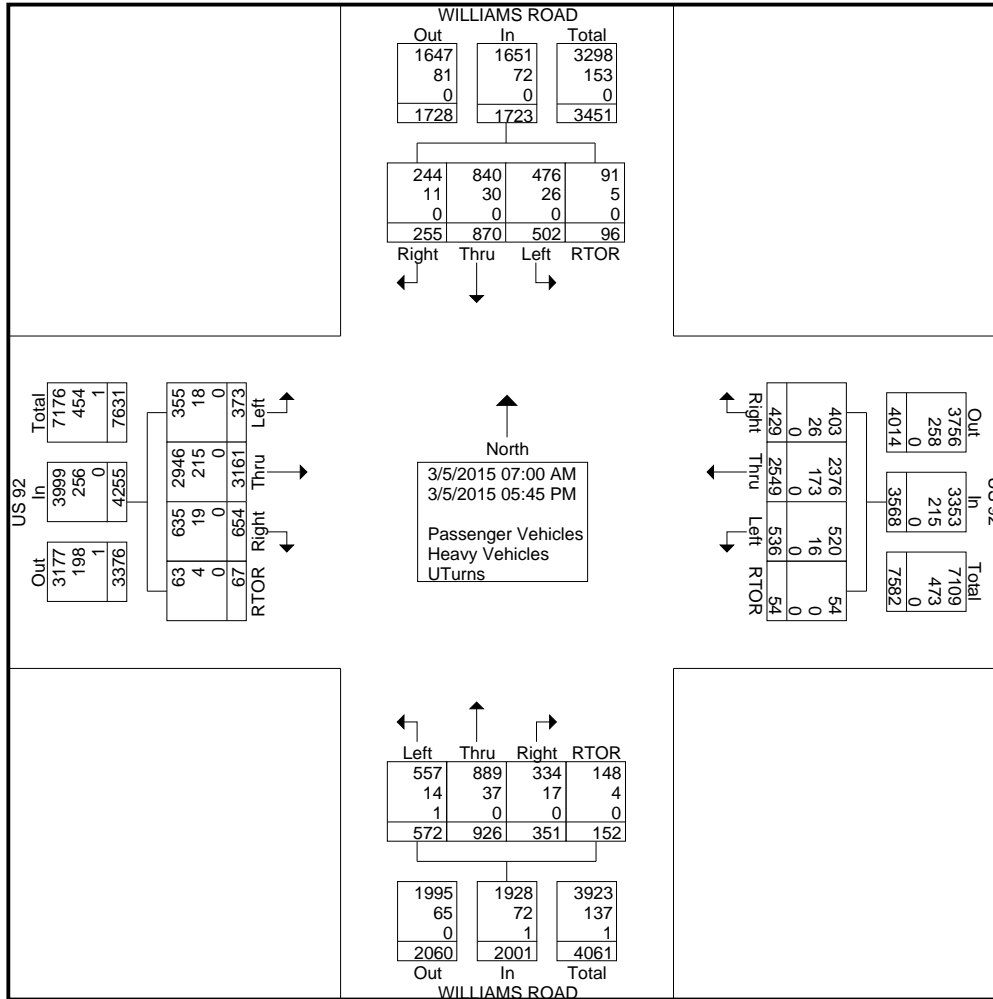 WILLIAMS ROAD
Out In Total
1647 1651 3298
81 72 153
0 0 0
1728 1723 3451
244 840 476 91
11 30 26 5
0 0 0 0
255 870 502 96
Right Thru Left RTOR
US 92
Out In Total
3177 3999 7176
198 256 454
1 0 1
3376 4255 7631
63 635 2946 355
4 19 215 18
0 0 0 0
67 654 3161 373
RTOR Right Thru Left
North
3/5/2015 07:00 AM
3/5/2015 05:45 PM
Passenger Vehicles
Heavy Vehicles
UTurns
Right Thru Left RTOR
429 2549 536 54
0 0 0 0
26 173 16 0
403 2376 520 54
US 92
Out In Total
3756 3353 7109
258 215 473
0 0 0
4014 3568 7582
Left Thru Right RTOR
557 889 334 148
14 37 17 4
1 0 0 0
572 926 351 152
1995 1928 3923
65 72 137
0 1 1
2060 2001 4061
Out In Total
WILLIAMS ROAD